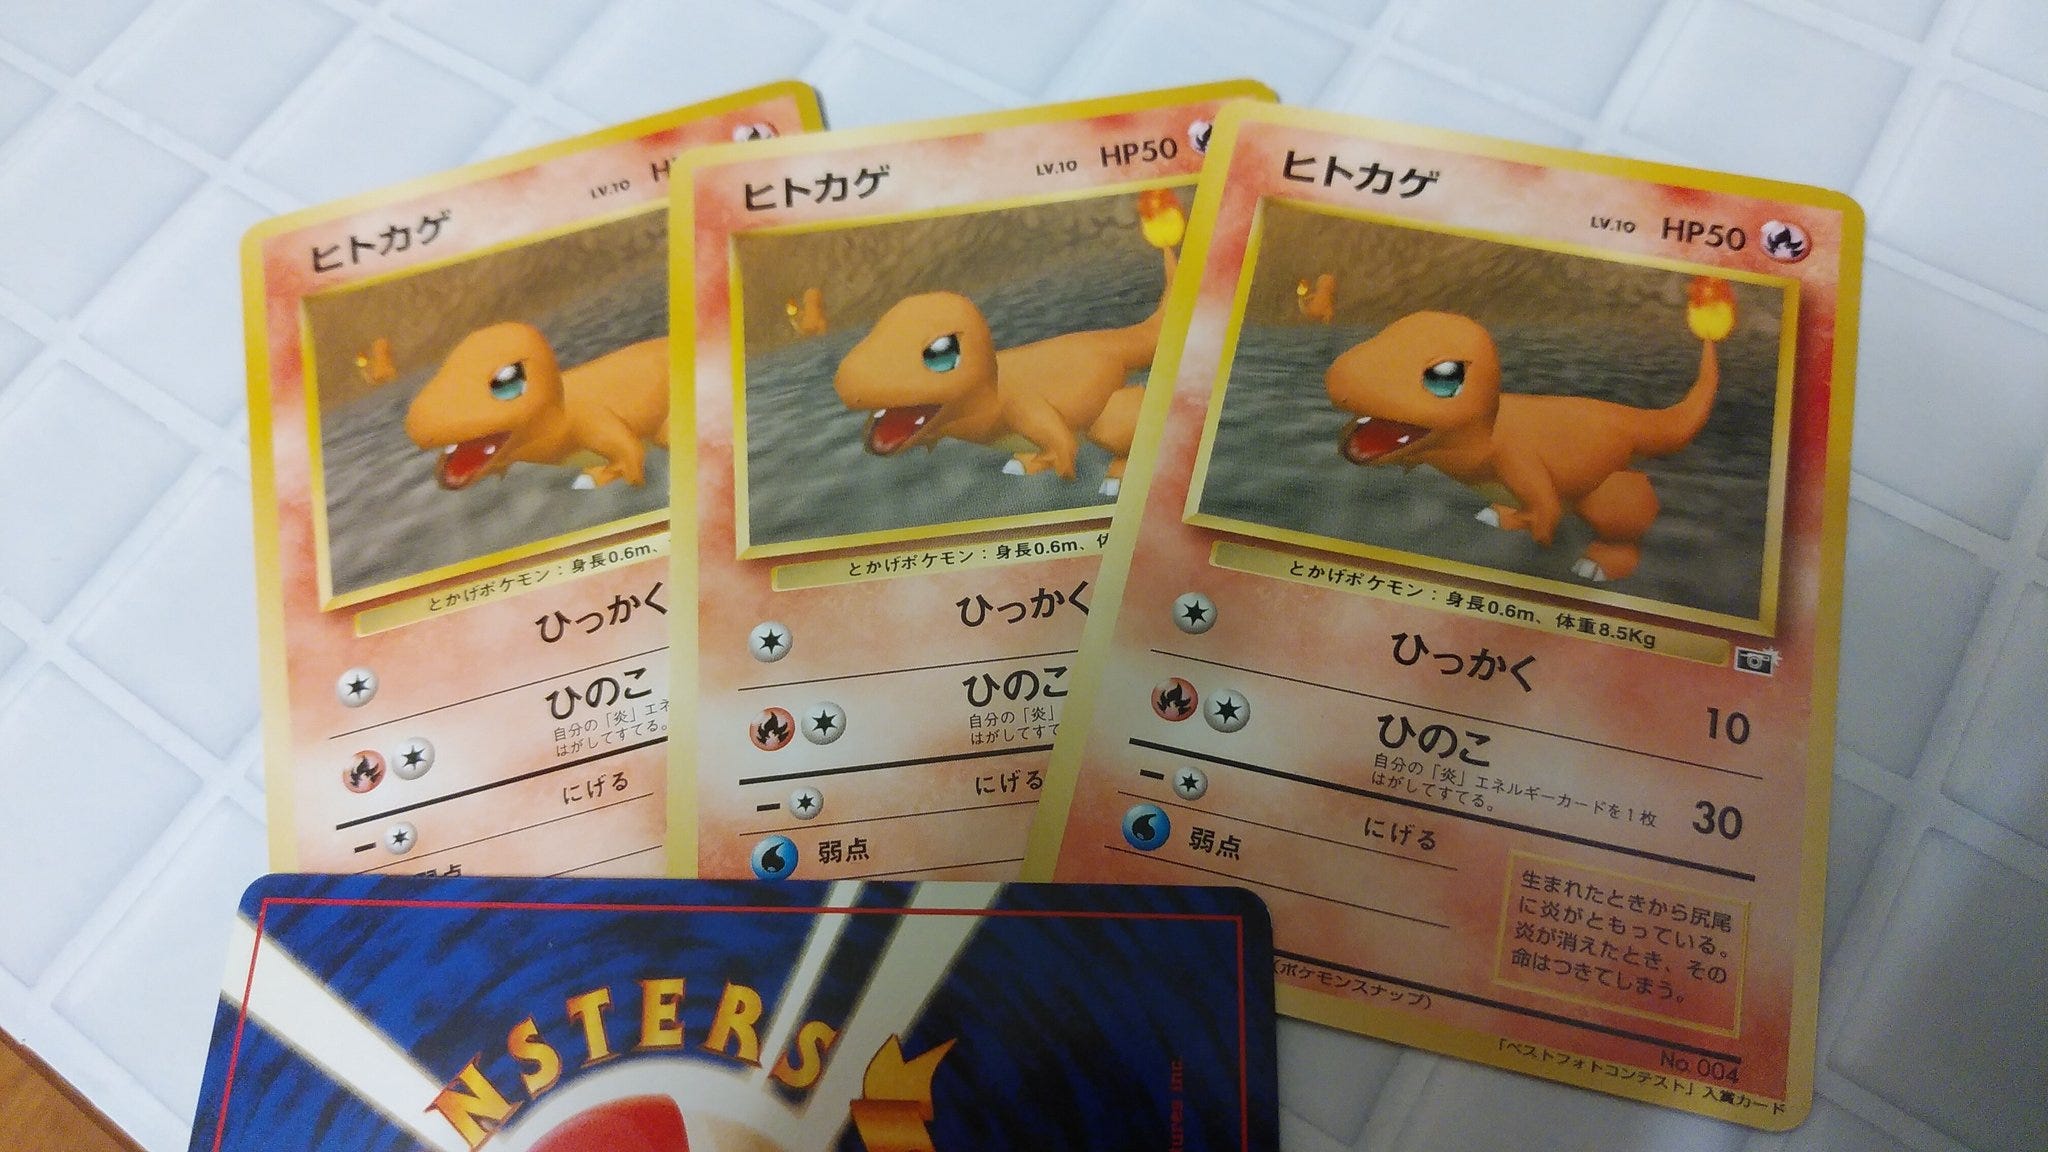 ヒトカゲ
LV.10
とかげポケモン：身長0.6m、
ひっかく
ひのこ
自分の「炎」エネ
はがしてすてる。
にげる
弱点
ヒトカゲ
LV.10 HP50
とかげポケモン：身長0.6m、
ひっかく
ひのこ
自分の「炎」
はがしてすて
にげる
弱点
ヒトカゲ
LV.10 HP50
とかげポケモン：身長0.6m、体重8.5Kg
ひっかく
10
ひのこ
自分の「炎」エネルギーカードを1枚
はがしてすてる。
30
にげる
弱点
生まれたときから尻尾
に炎がともっている。
炎が消えたとき、その
命はつきてしまう。
(ポケモンスナップ)
No.004
「ベストフォトコンテスト」入賞カード
NSTERS